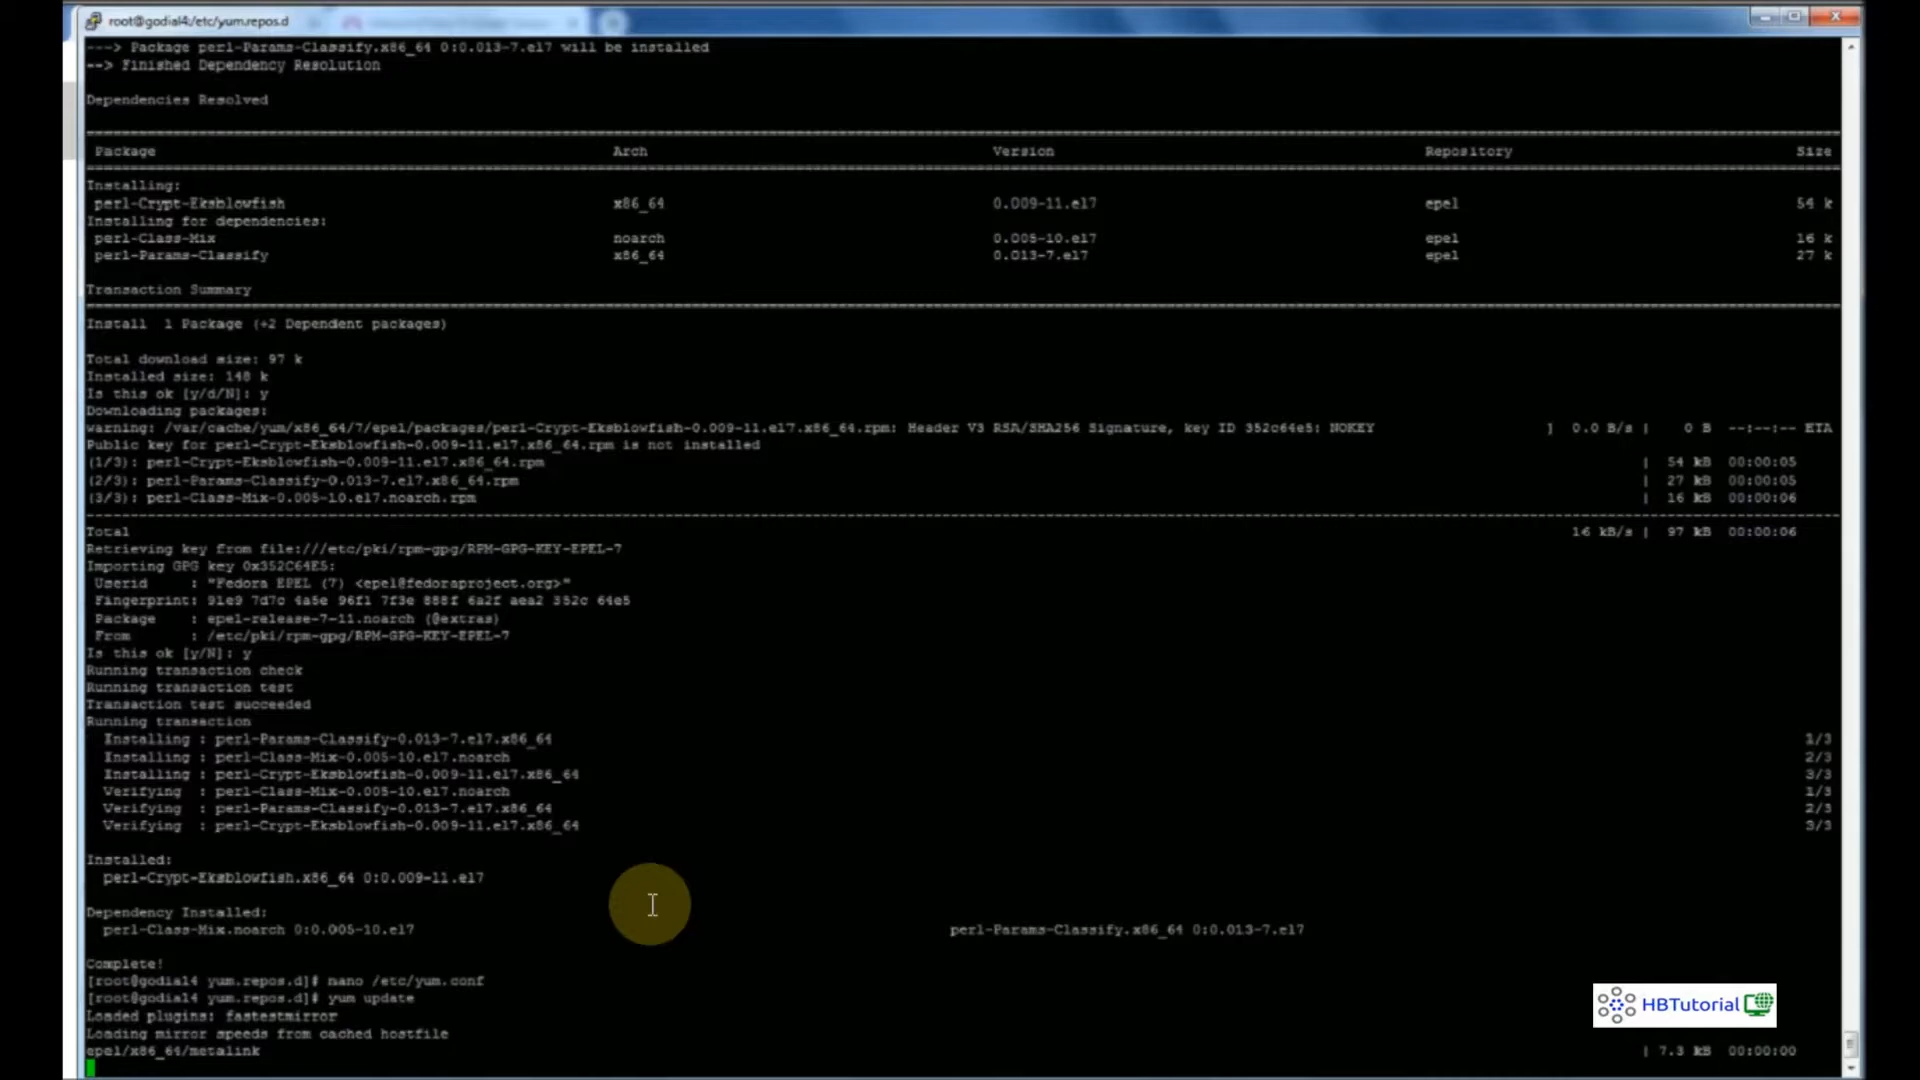 root@godial4:/etc/yum.repos.d
---> Package perl-Params-Classify.x86_64 0:0.013-7.el7 will be installed
--> Finished Dependency Resolution
Dependencies Resolved
Package Arch Version Repository Size
Installing:
perl-Crypt-Eksblowfish x86_64 0.009-11.el7 epel 54 k
Installing for dependencies:
perl-Class-Mix noarch 0.005-10.el7 epel 16 k
perl-Params-Classify x86_64 0.013-7.el7 epel 27 k
Transaction Summary
Install 1 Package (+2 Dependent packages)
Total download size: 97 k
Installed size: 148 k
Is this ok [y/d/N]: y
Downloading packages:
warning: /var/cache/yum/x86_64/7/epel/packages/perl-Crypt-Eksblowfish-0.009-11.el7.x86_64.rpm: Header V3 RSA/SHA256 Signature, key ID 352c64e5: NOKEY ] 0.0 B/s | 0 B --:--:-- ETA
Public key for perl-Crypt-Eksblowfish-0.009-11.el7.x86_64.rpm is not installed
(1/3): perl-Crypt-Eksblowfish-0.009-11.el7.x86_64.rpm | 54 kB 00:00:05
(2/3): perl-Params-Classify-0.013-7.el7.x86_64.rpm | 27 kB 00:00:05
(3/3): perl-Class-Mix-0.005-10.el7.noarch.rpm | 16 kB 00:00:06
Total 16 kB/s | 97 kB 00:00:06
Retrieving key from file:///etc/pki/rpm-gpg/RPM-GPG-KEY-EPEL-7
Importing GPG key 0x352C64E5:
Userid : "Fedora EPEL (7) <epel@fedoraproject.org>"
Fingerprint: 91e9 7d7c 4a5e 96f1 7f3e 888f 6a2f aea2 352c 64e5
Package : epel-release-7-11.noarch (@extras)
From : /etc/pki/rpm-gpg/RPM-GPG-KEY-EPEL-7
Is this ok [y/N]: y
Running transaction check
Running transaction test
Transaction test succeeded
Running transaction
Installing : perl-Params-Classify-0.013-7.el7.x86_64 1/3
Installing : perl-Class-Mix-0.005-10.el7.noarch 2/3
Installing : perl-Crypt-Eksblowfish-0.009-11.el7.x86_64 3/3
Verifying : perl-Class-Mix-0.005-10.el7.noarch 1/3
Verifying : perl-Params-Classify-0.013-7.el7.x86_64 2/3
Verifying : perl-Crypt-Eksblowfish-0.009-11.el7.x86_64 3/3
Installed:
perl-Crypt-Eksblowfish.x86_64 0:0.009-11.el7
Dependency Installed:
perl-Class-Mix.noarch 0:0.005-10.el7 perl-Params-Classify.x86_64 0:0.013-7.el7
Complete!
[root@godial4 yum.repos.d]# nano /etc/yum.conf
[root@godial4 yum.repos.d]# yum update
Loaded plugins: fastestmirror
Loading mirror speeds from cached hostfile
epel/x86_64/metalink | 7.3 kB 00:00:00
HBTutorial